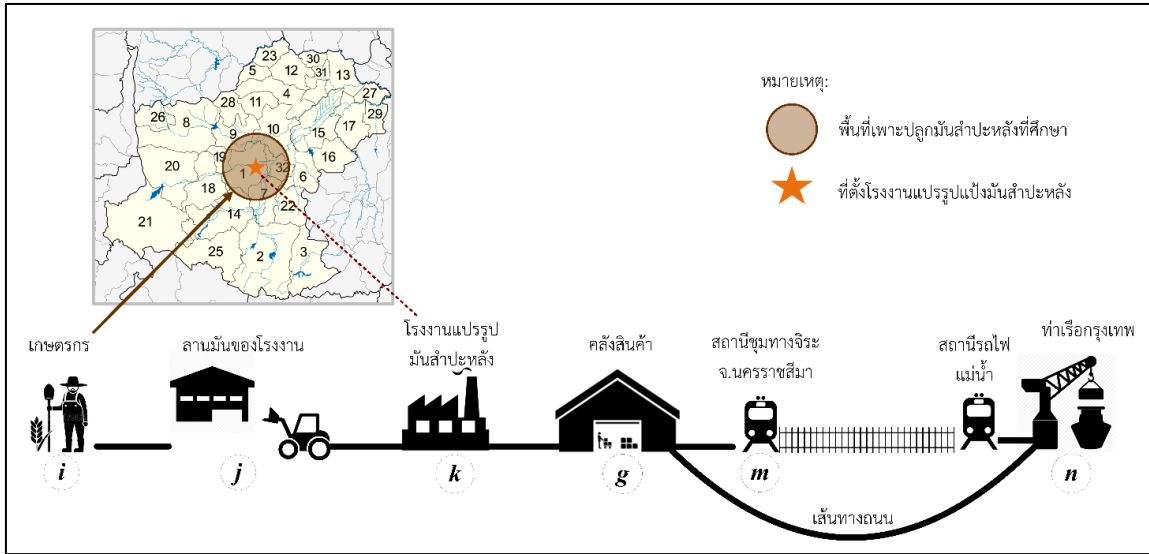 23
30
5
12
31
13
4
27
28
11
29
26
8
17
10
15
9
16
19
20
1
32
6
18
7
22
14
21
25
2
3
หมายเหตุ:
พื้นที่เพาะปลูกมันสำปะหลังที่ศึกษา
ที่ตั้งโรงงานแปรรูปแป้งมันสำปะหลัง
เกษตรกร
ลานมันของโรงงาน
โรงงานแปรรูป
มันสำปะหลัง
คลังสินค้า
สถานีชุมทางจิระ
จ.นครราชสีมา
สถานีรถไฟ
แม่น้ำ
ท่าเรือกรุงเทพ
i
j
k
g
m
n
เส้นทางถนน